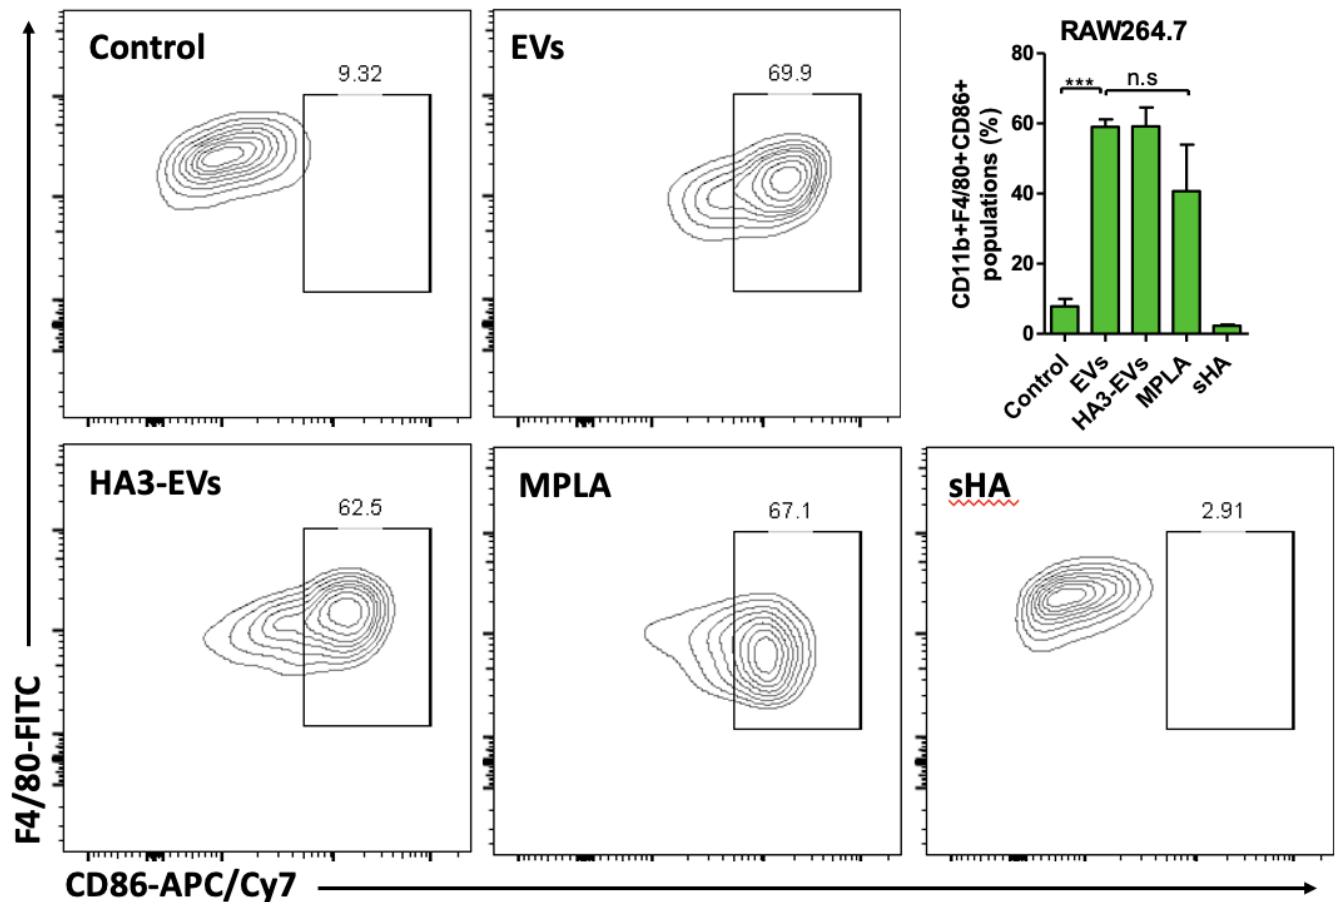 Control
9.32
EVs
69.9
RAW264.7
CD11b+F4/80+CD86+
populations (%)
80
60
40
20
0
***
n.s
Control
EVs
HA3-EVs
MPLA
sHA
HA3-EVs
62.5
MPLA
67.1
sHA
2.91
F4/80-FITC
CD86-APC/Cy7